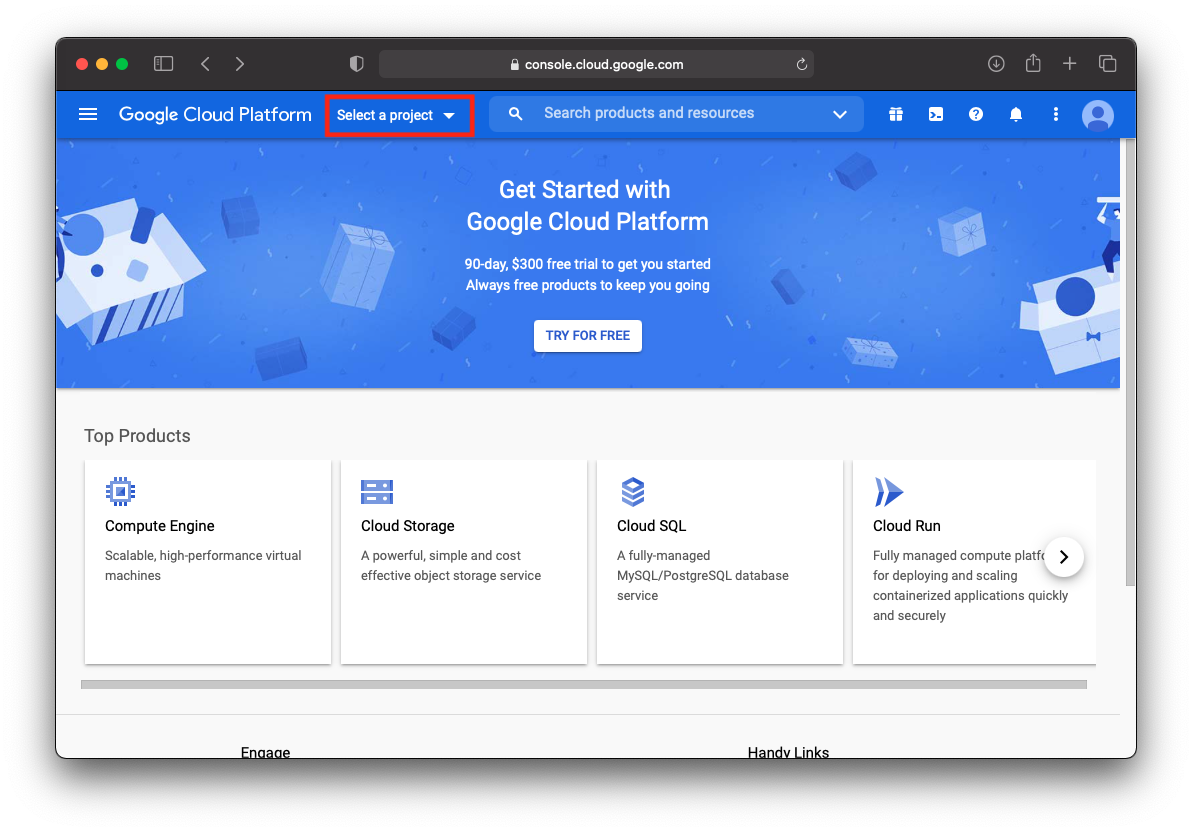 console.cloud.google.com
Google Cloud Platform
Select a project
Search products and resources
Get Started with
Google Cloud Platform
90-day, $300 free trial to get you started
Always free products to keep you going
TRY FOR FREE
Top Products
Compute Engine
Scalable, high-performance virtual
machines
Cloud Storage
A powerful, simple and cost
effective object storage service
Cloud SQL
A fully-managed
MySQL/PostgreSQL database
service
Cloud Run
Fully managed compute platfo
for deploying and scaling
containerized applications quickly
and securely
Engage
Handy Links